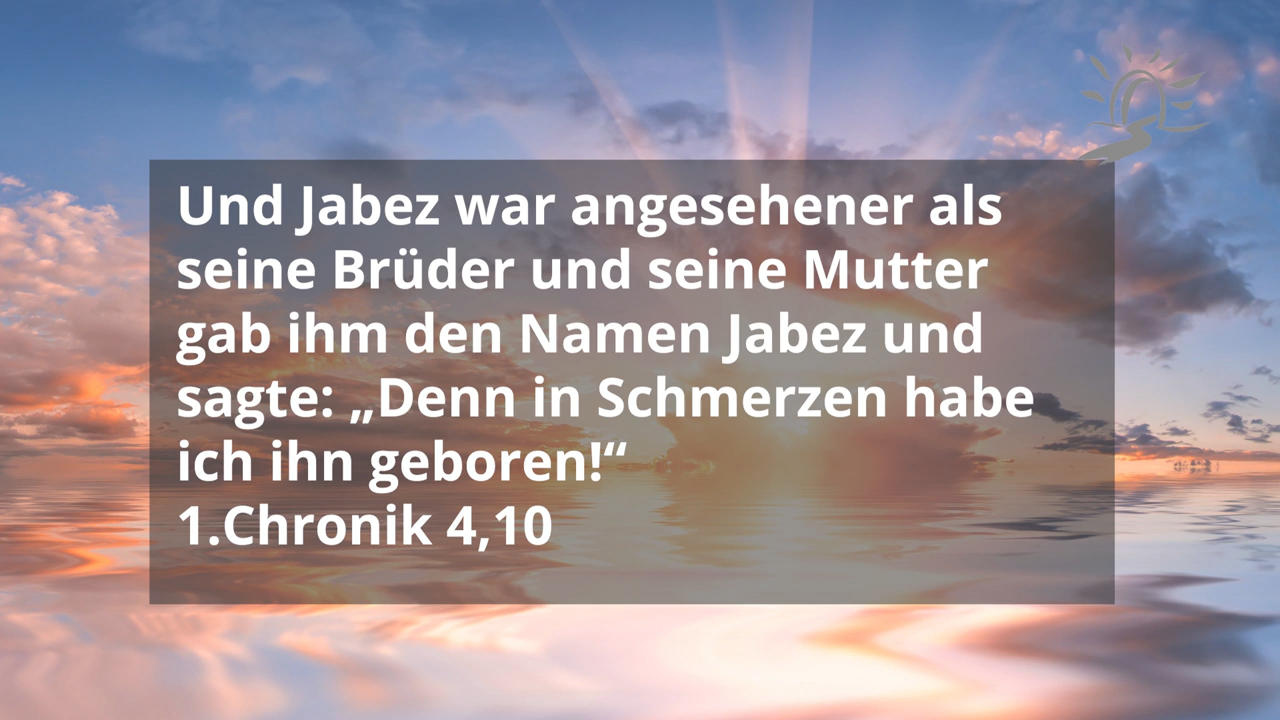 Und Jabez war angesehener als
seine Brüder und seine Mutter
gab ihm den Namen Jabez und
sagte: „Denn in Schmerzen habe
ich ihn geboren!“
1.Chronik 4,10